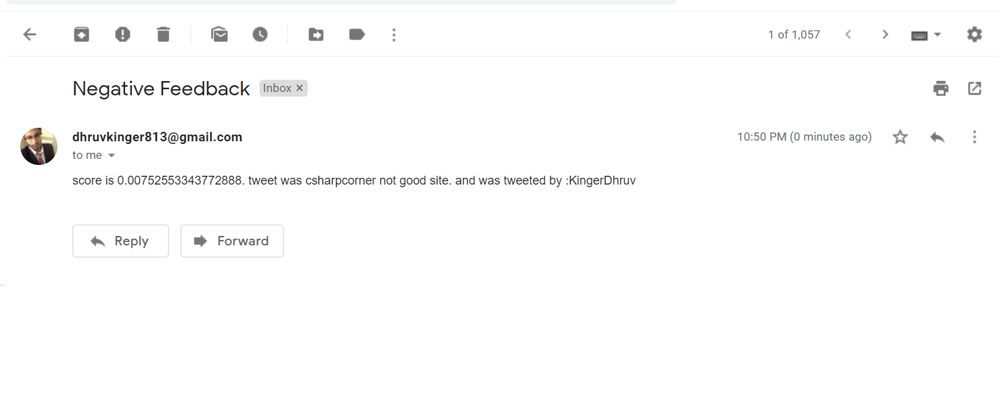 1 of 1,057
Negative Feedback Inbox ×
dhruvkinger813@gmail.com 10:50 PM (0 minutes ago)
to me
score is 0.00752553343772888. tweet was csharpcorner not good site. and was tweeted by :KingerDhruv
Reply Forward